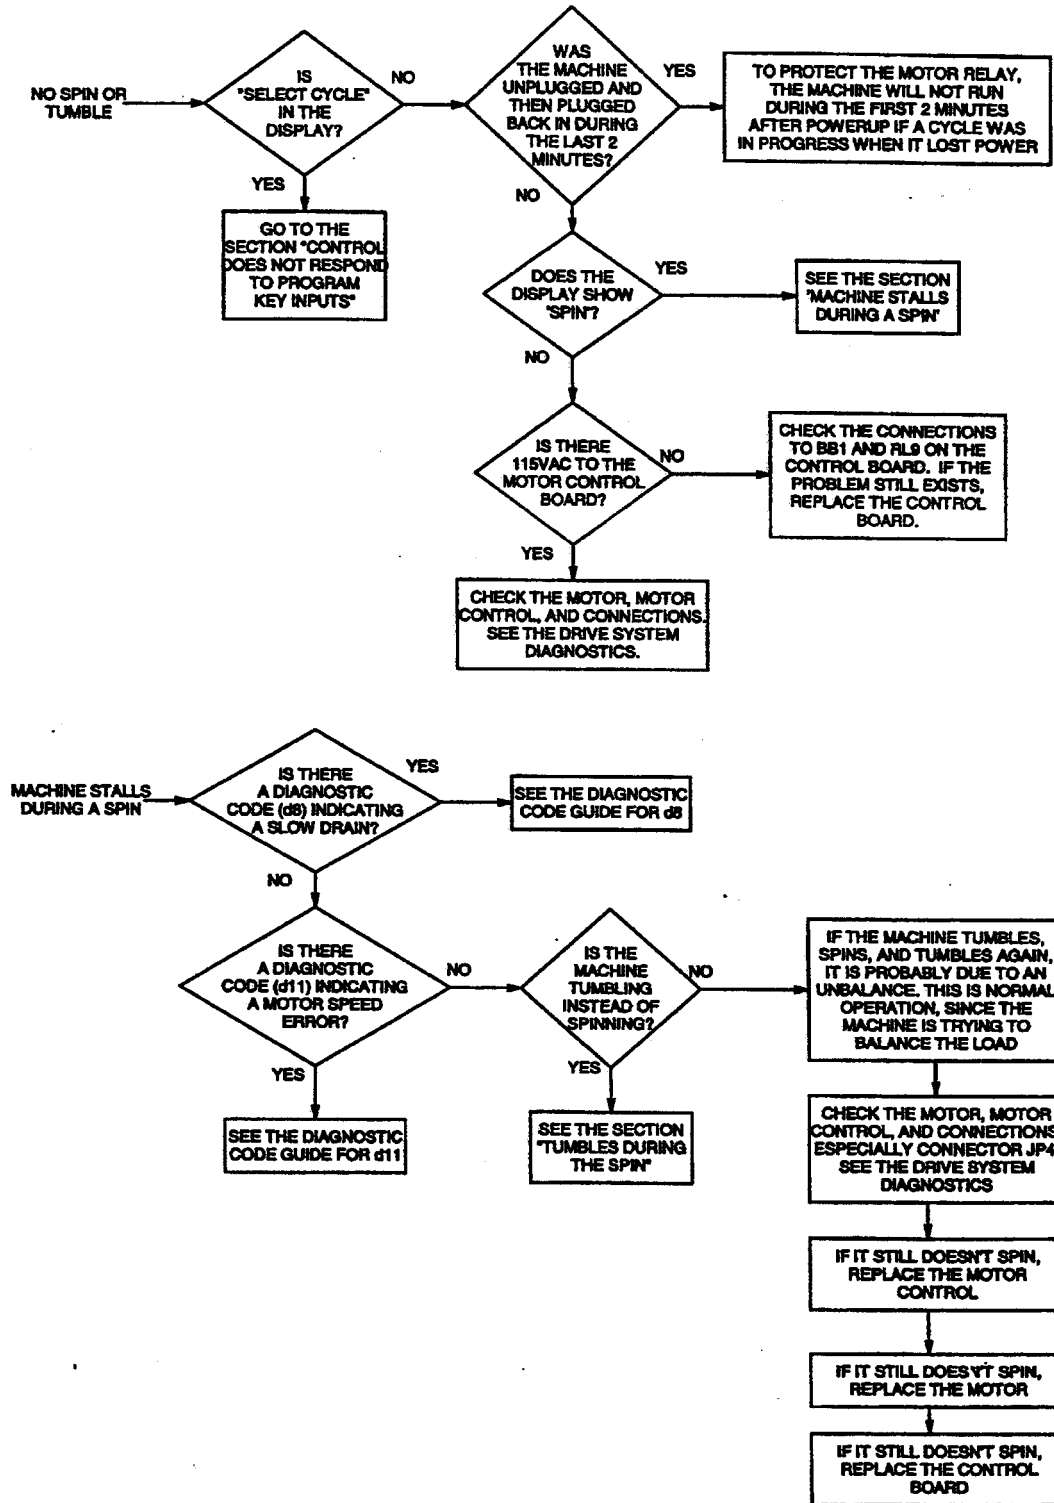 NO SPIN OR
TUMBLE
IS
"SELECT CYCLE"
IN THE
DISPLAY?
NO
YES
GO TO THE
SECTION "CONTROL
DOES NOT RESPOND
TO PROGRAM
KEY INPUTS"
WAS
THE MACHINE
UNPLUGGED AND
THEN PLUGGED
BACK IN DURING
THE LAST 2
MINUTES?
YES
TO PROTECT THE MOTOR RELAY,
THE MACHINE WILL NOT RUN
DURING THE FIRST 2 MINUTES
AFTER POWERUP IF A CYCLE WAS
IN PROGRESS WHEN IT LOST POWER
NO
DOES THE
DISPLAY SHOW
"SPIN"?
YES
SEE THE SECTION
"MACHINE STALLS
DURING A SPIN"
NO
IS THERE
115VAC TO THE
MOTOR CONTROL
BOARD?
NO
CHECK THE CONNECTIONS
TO BB1 AND RL9 ON THE
CONTROL BOARD. IF THE
PROBLEM STILL EXISTS,
REPLACE THE CONTROL
BOARD.
YES
CHECK THE MOTOR, MOTOR
CONTROL, AND CONNECTIONS.
SEE THE DRIVE SYSTEM
DIAGNOSTICS.
MACHINE STALLS
DURING A SPIN
IS THERE
A DIAGNOSTIC
CODE (d8) INDICATING
A SLOW DRAIN?
YES
SEE THE DIAGNOSTIC
CODE GUIDE FOR d8
NO
IS THERE
A DIAGNOSTIC
CODE (d11) INDICATING
A MOTOR SPEED
ERROR?
YES
SEE THE DIAGNOSTIC
CODE GUIDE FOR d11
NO
IS THE
MACHINE
TUMBLING
INSTEAD OF
SPINNING?
YES
SEE THE SECTION
"TUMBLES DURING
THE SPIN"
NO
IF THE MACHINE TUMBLES,
SPINS, AND TUMBLES AGAIN,
IT IS PROBABLY DUE TO AN
UNBALANCE. THIS IS NORMAL
OPERATION, SINCE THE
MACHINE IS TRYING TO
BALANCE THE LOAD
CHECK THE MOTOR, MOTOR
CONTROL, AND CONNECTIONS
ESPECIALLY CONNECTOR JP4
SEE THE DRIVE SYSTEM
DIAGNOSTICS
IF IT STILL DOESN'T SPIN,
REPLACE THE MOTOR
CONTROL
IF IT STILL DOESN'T SPIN,
REPLACE THE MOTOR
IF IT STILL DOESN'T SPIN,
REPLACE THE CONTROL
BOARD